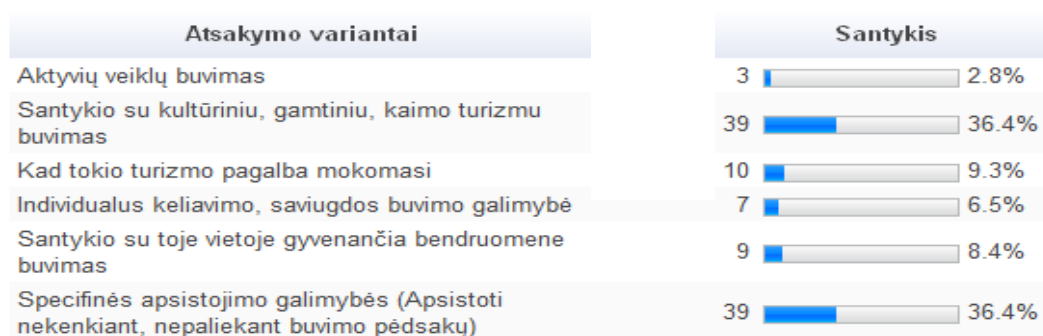 Atsakymo variantai Santykis
Aktyvių veiklų buvimas 3 2.8%
Santykio su kultūriniu, gamtiniu, kaimo turizmu
buvimas 39 36.4%
Kad tokio turizmo pagalba mokomasi 10 9.3%
Individualus keliavimo, saviugdos buvimo galimybė 7 6.5%
Santykio su toje vietoje gyvenančia bendruomene
buvimas 9 8.4%
Specifinės apsistojimo galimybės (Apsistoti
nekenkiant, nepaliekant buvimo pėdsakų) 39 36.4%